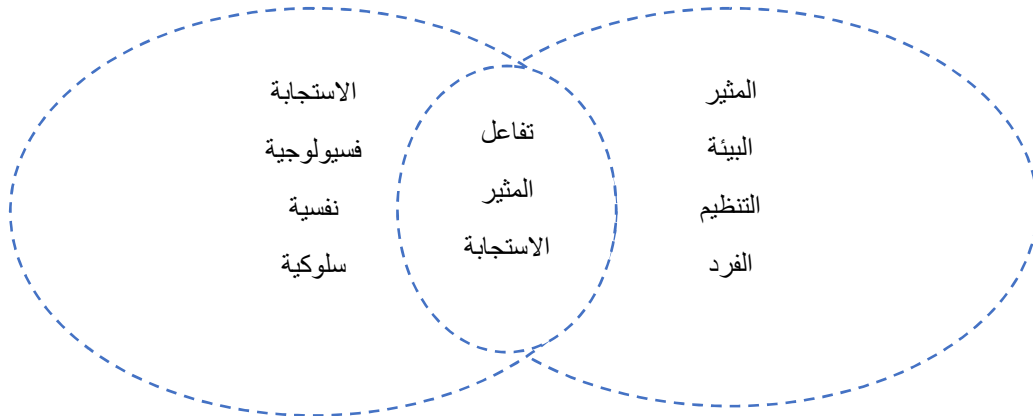 المثير
البيئة
التنظيم
الفرد
تفاعل
المثير
الاستجابة
الاستجابة
فسيولوجية
نفسية
سلوكية